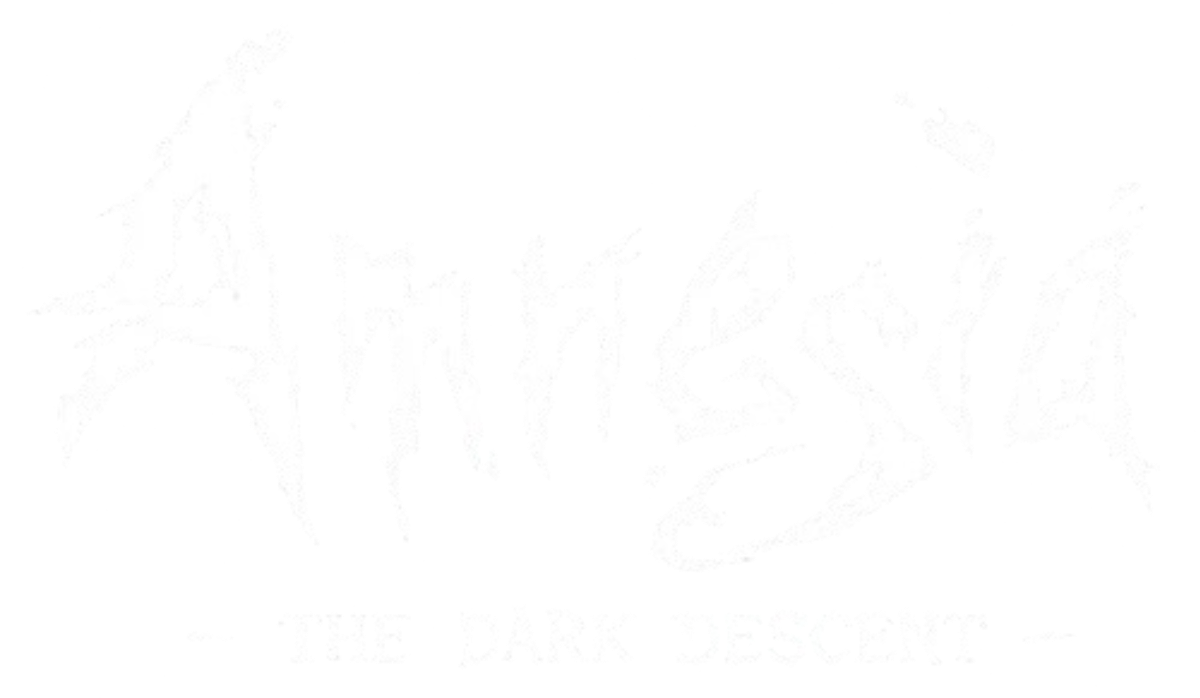 Amnesia
- THE DARK DESCENT -